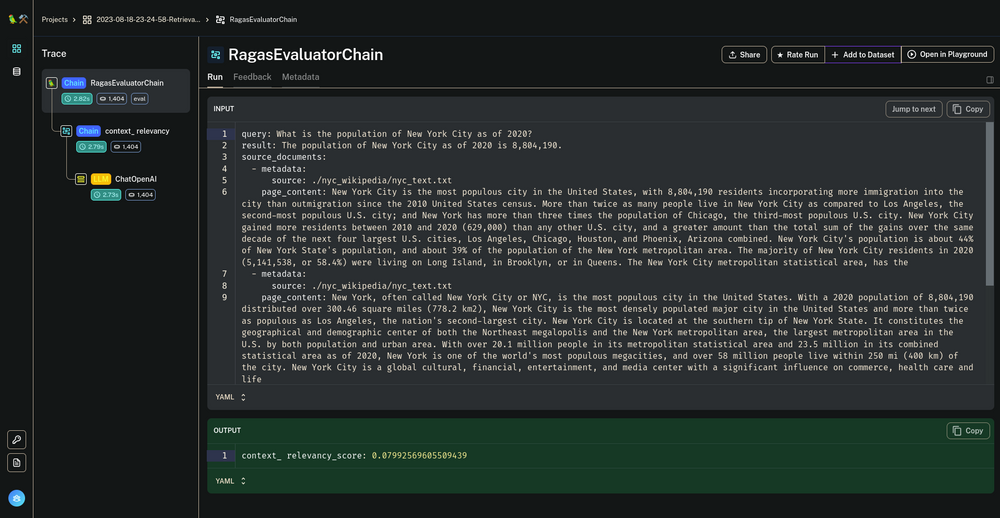 Projects > 2023-08-18-23-24-58-Retrieva... > RagasEvaluatorChain
Trace
Chain RagasEvaluatorChain
2.82s 1,404 eval
Chain context_ relevancy
2.79s 1,404
LLM ChatOpenAI
2.73s 1,404
RagasEvaluatorChain
Share
Rate Run
+ Add to Dataset
Open in Playground
Run Feedback Metadata
INPUT
Jump to next
Copy
1 query: What is the population of New York City as of 2020?
2 result: The population of New York City as of 2020 is 8,804,190.
3 source_documents:
4 - metadata:
5 source: ./nyc_wikipedia/nyc_text.txt
6 page_content: New York City is the most populous city in the United States, with 8,804,190 residents incorporating more immigration into the
city than outmigration since the 2010 United States census. More than twice as many people live in New York City as compared to Los Angeles, the
second-most populous U.S. city; and New York has more than three times the population of Chicago, the third-most populous U.S. city. New York City
gained more residents between 2010 and 2020 (629,000) than any other U.S. city, and a greater amount than the total sum of the gains over the same
decade of the next four largest U.S. cities, Los Angeles, Chicago, Houston, and Phoenix, Arizona combined. New York City's population is about 44%
of New York State's population, and about 39% of the population of the New York metropolitan area. The majority of New York City residents in 2020
(5,141,538, or 58.4%) were living on Long Island, in Brooklyn, or in Queens. The New York City metropolitan statistical area, has the
7 - metadata:
8 source: ./nyc_wikipedia/nyc_text.txt
9 page_content: New York, often called New York City or NYC, is the most populous city in the United States. With a 2020 population of 8,804,190
distributed over 300.46 square miles (778.2 km2), New York City is the most densely populated major city in the United States and more than twice
as populous as Los Angeles, the nation's second-largest city. New York City is located at the southern tip of New York State. It constitutes the
geographical and demographic center of both the Northeast megalopolis and the New York metropolitan area, the largest metropolitan area in the
U.S. by both population and urban area. With over 20.1 million people in its metropolitan statistical area and 23.5 million in its combined
statistical area as of 2020, New York is one of the world's most populous megacities, and over 58 million people live within 250 mi (400 km) of
the city. New York City is a global cultural, financial, entertainment, and media center with a significant influence on commerce, health care and
life
YAML
OUTPUT
Copy
1 context_ relevancy_score: 0.07992569605509439
YAML